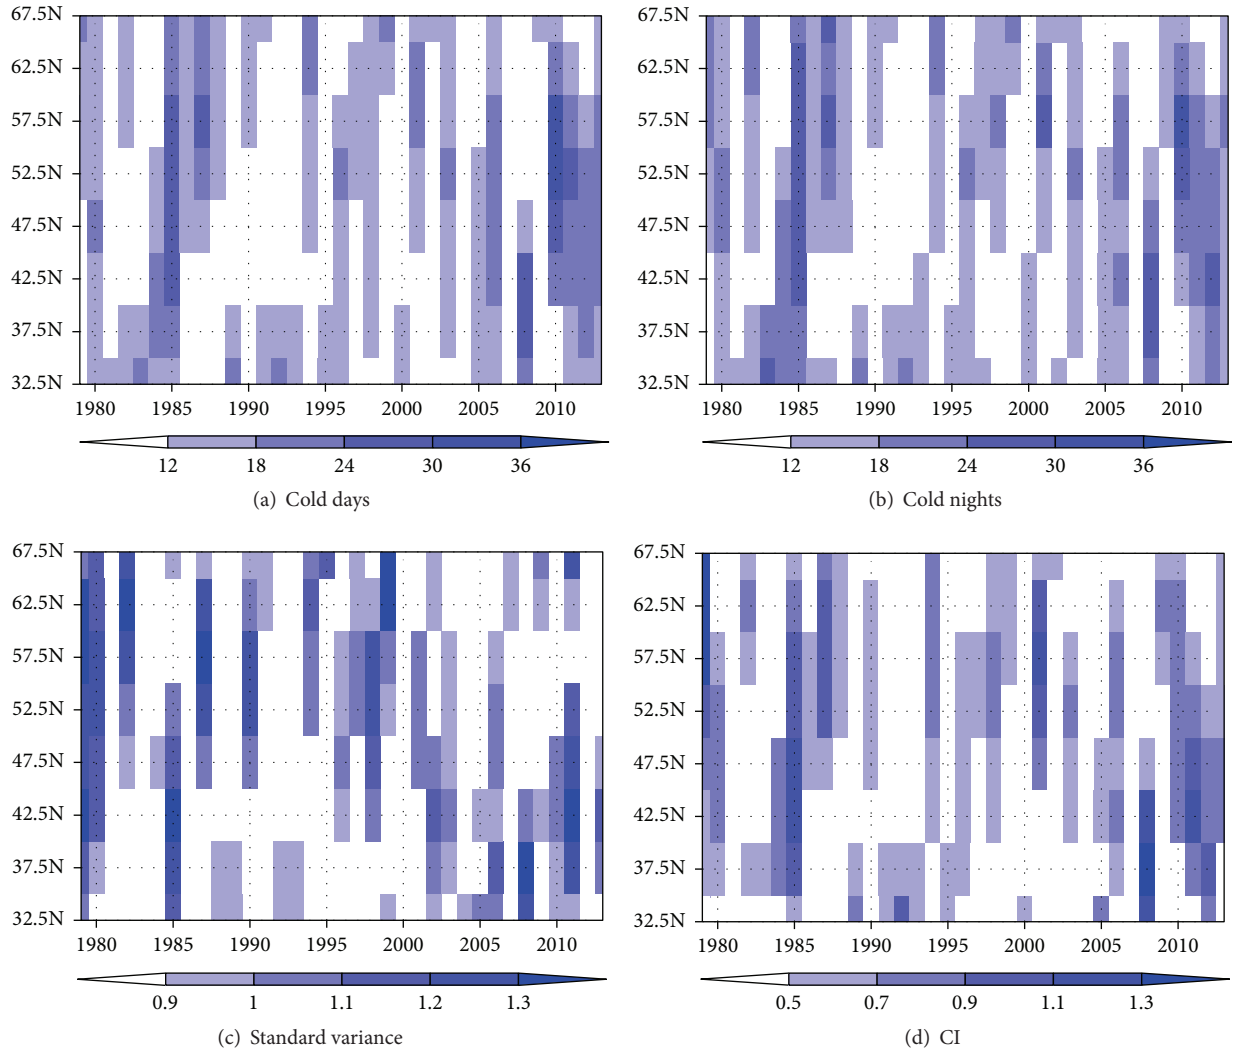 67.5N
62.5N
57.5N
52.5N
47.5N
42.5N
37.5N
32.5N
1980 1985 1990 1995 2000 2005 2010
12 18 24 30 36
(a) Cold days
67.5N
62.5N
57.5N
52.5N
47.5N
42.5N
37.5N
32.5N
1980 1985 1990 1995 2000 2005 2010
12 18 24 30 36
(b) Cold nights
67.5N
62.5N
57.5N
52.5N
47.5N
42.5N
37.5N
32.5N
1980 1985 1990 1995 2000 2005 2010
0.9 1 1.1 1.2 1.3
(c) Standard variance
67.5N
62.5N
57.5N
52.5N
47.5N
42.5N
37.5N
32.5N
1980 1985 1990 1995 2000 2005 2010
0.5 0.7 0.9 1.1 1.3
(d) CI